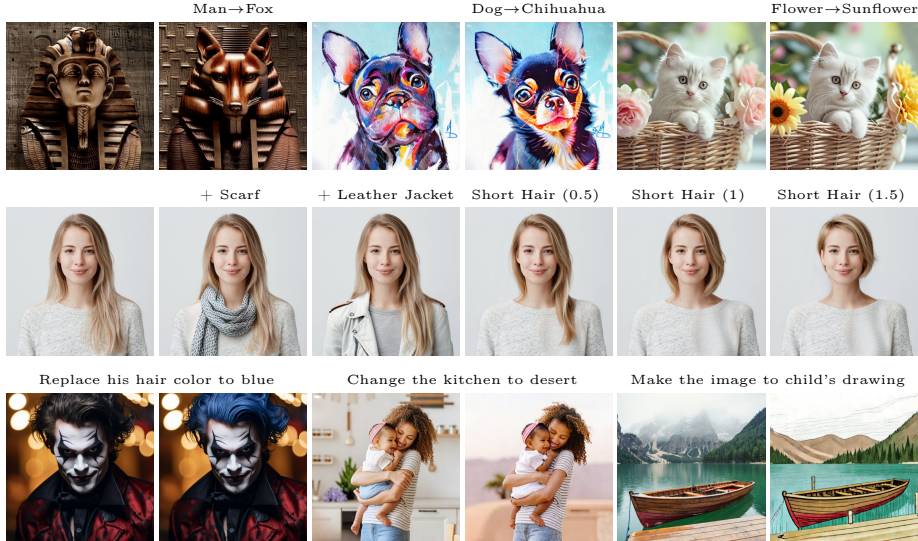 Man→Fox
Dog→Chihuahua
Flower→Sunflower
+ Scarf
+ Leather Jacket
Short Hair (0.5)
Short Hair (1)
Short Hair (1.5)
Replace his hair color to blue
Change the kitchen to desert
Make the image to child's drawing